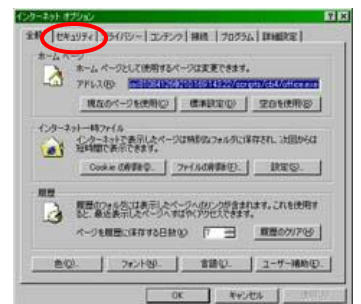 インターネット オプション
全般 セキュリティ プライバシー コンテンツ 接続 プログラム 詳細設定
ホーム ページ
ホーム ページとして使用するページは変更できます。
アドレス(R):
現在のページを使用(C) 標準設定(D) 空白を使用(B)
インターネット一時ファイル
インターネットで表示したページは特別なフォルダに保存され、次回からは
短時間で表示できます。
Cookie の削除(I)... ファイルの削除(F)... 設定(S)...
履歴
履歴のフォルダには表示したページへのリンクが含まれます。これを使用す
ると、最近表示したページへすばやくアクセスできます。
ページを履歴に保存する日数(K): 7 履歴のクリア(H)
色(O)... フォント(N)... 言語(L)... ユーザー補助(E)...
OK キャンセル